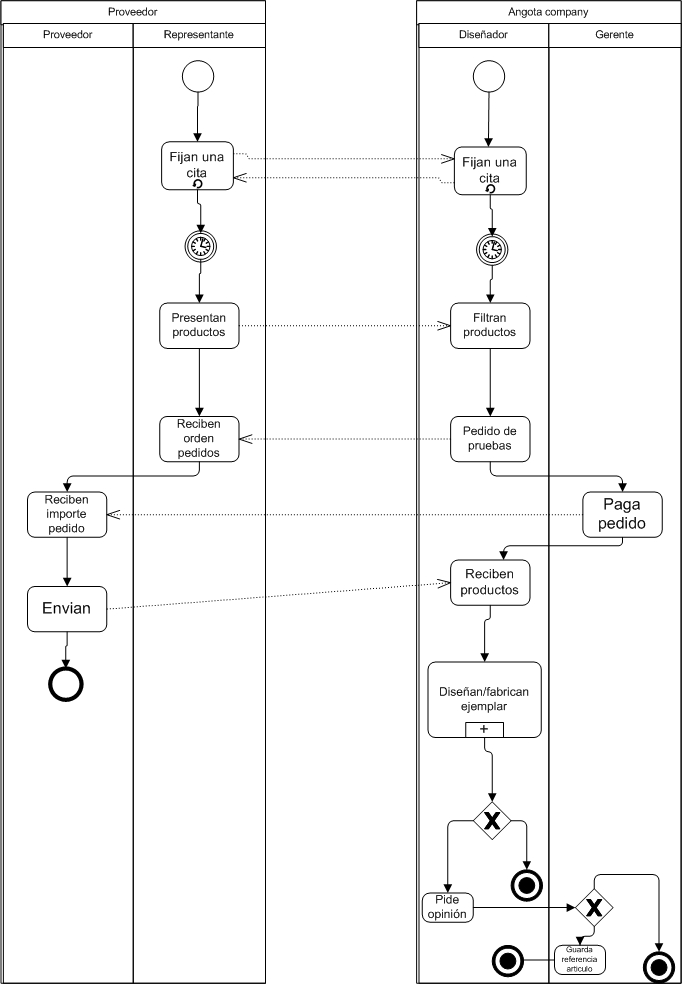 Proveedor
Angota company
Proveedor
Representante
Diseñador
Gerente
Fijan una
cita
Fijan una
cita
Presentan
productos
Filtran
productos
Reciben
orden
pedidos
Pedido de
pruebas
Reciben
importe
pedido
Paga
pedido
Reciben
productos
Envian
Diseñan/fabrican
ejemplar
+
X
Pide
opinión
X
Guarda
referencia
articulo